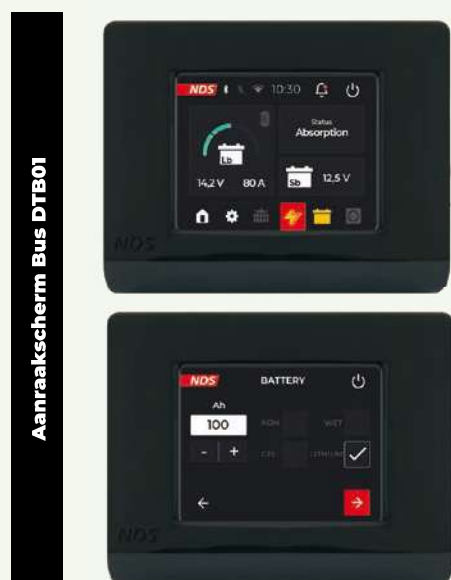 Aanraakscherm Bus DTB01
NDS 10:30
Status
Absorption
Lb
14,2 V 80 A
Sb 12,5 V
NDS
NDS BATTERY
Ah
100
AGM WET
- +
GEL LITHIUM
NDS